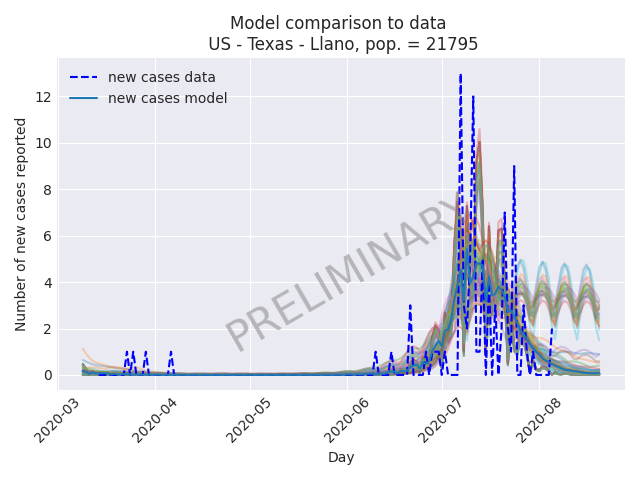 Model comparison to data
US - Texas - Llano, pop. = 21795
new cases data
new cases model
Number of new cases reported
12
10
8
6
4
2
0
PRELIMINARY
2020-03
2020-04
2020-05
2020-06
2020-07
2020-08
Day